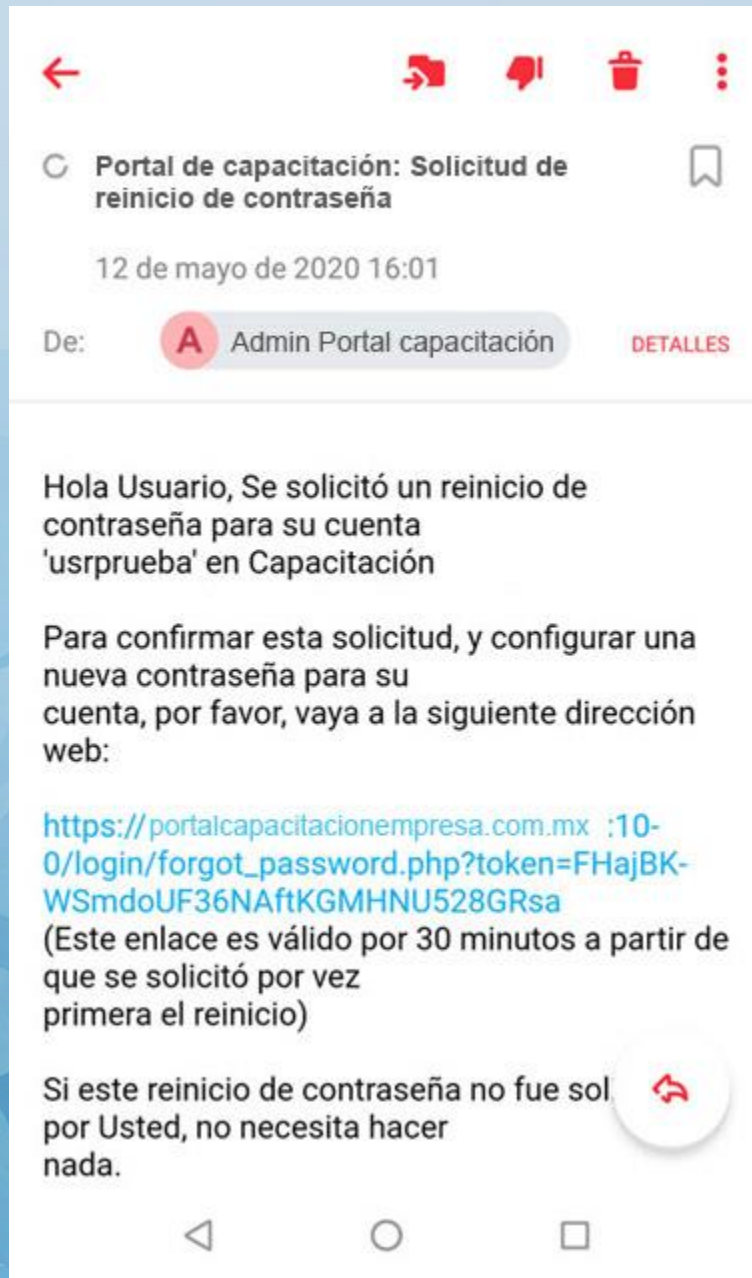 Portal de capacitación: Solicitud de
reinicio de contraseña
12 de mayo de 2020 16:01
De:
A
Admin Portal capacitación
DETALLES
Hola Usuario, Se solicitó un reinicio de
contraseña para su cuenta
'usrprueba' en Capacitación
Para confirmar esta solicitud, y configurar una
nueva contraseña para su
cuenta, por favor, vaya a la siguiente dirección
web:
https://portalcapacitacionempresa.com.mx :10-
0/login/forgot_password.php?token=FHajBK-
WSmdoUF36NAftKGMHNU528GRsa
(Este enlace es válido por 30 minutos a partir de
que se solicitó por vez
primera el reinicio)
Si este reinicio de contraseña no fue sol
por Usted, no necesita hacer
nada.